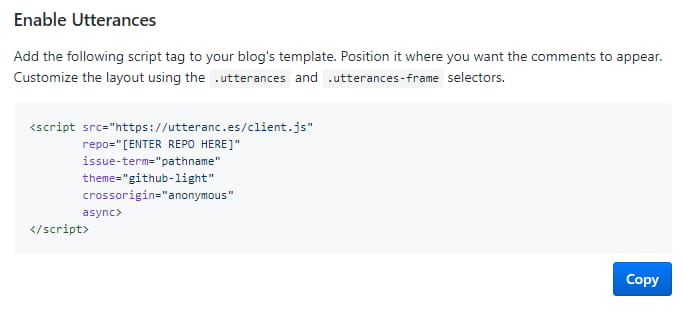 Enable Utterances
Add the following script tag to your blog's template. Position it where you want the comments to appear.
Customize the layout using the .utterances and .utterances-frame selectors.
<script src="https://utteranc.es/client.js"
        repo="[ENTER REPO HERE]"
        issue-term="pathname"
        theme="github-light"
        crossorigin="anonymous"
        async>
</script>
Copy